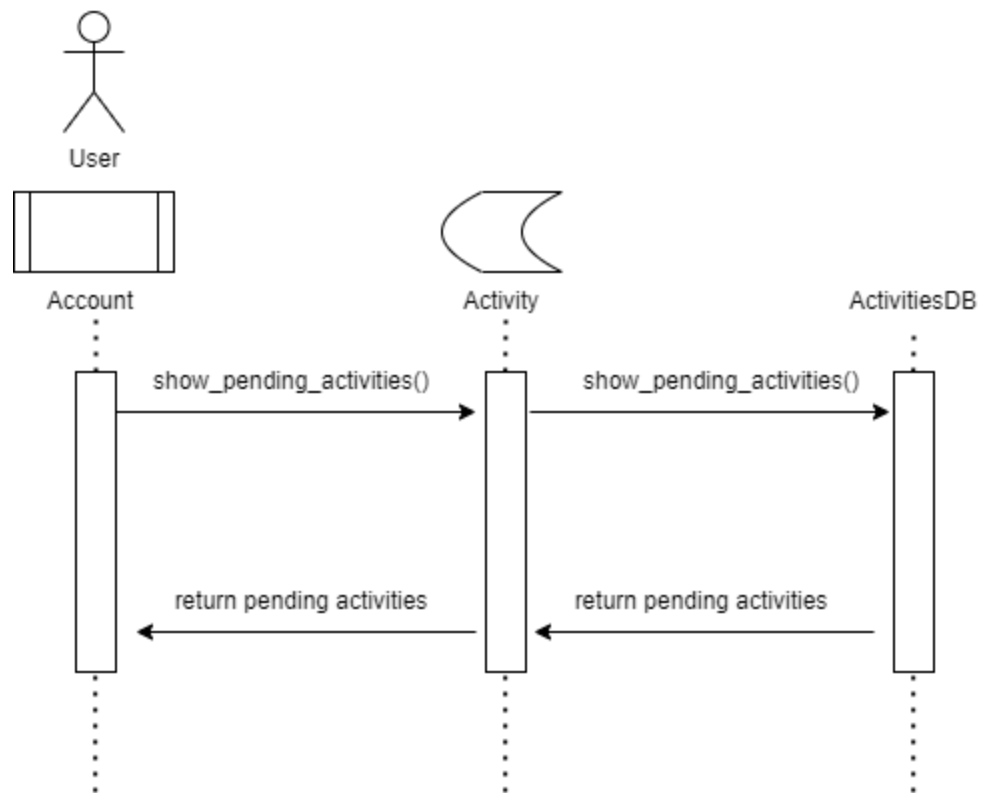 User
Account
Activity
ActivitiesDB
show_pending_activities()
show_pending_activities()
return pending activities
return pending activities